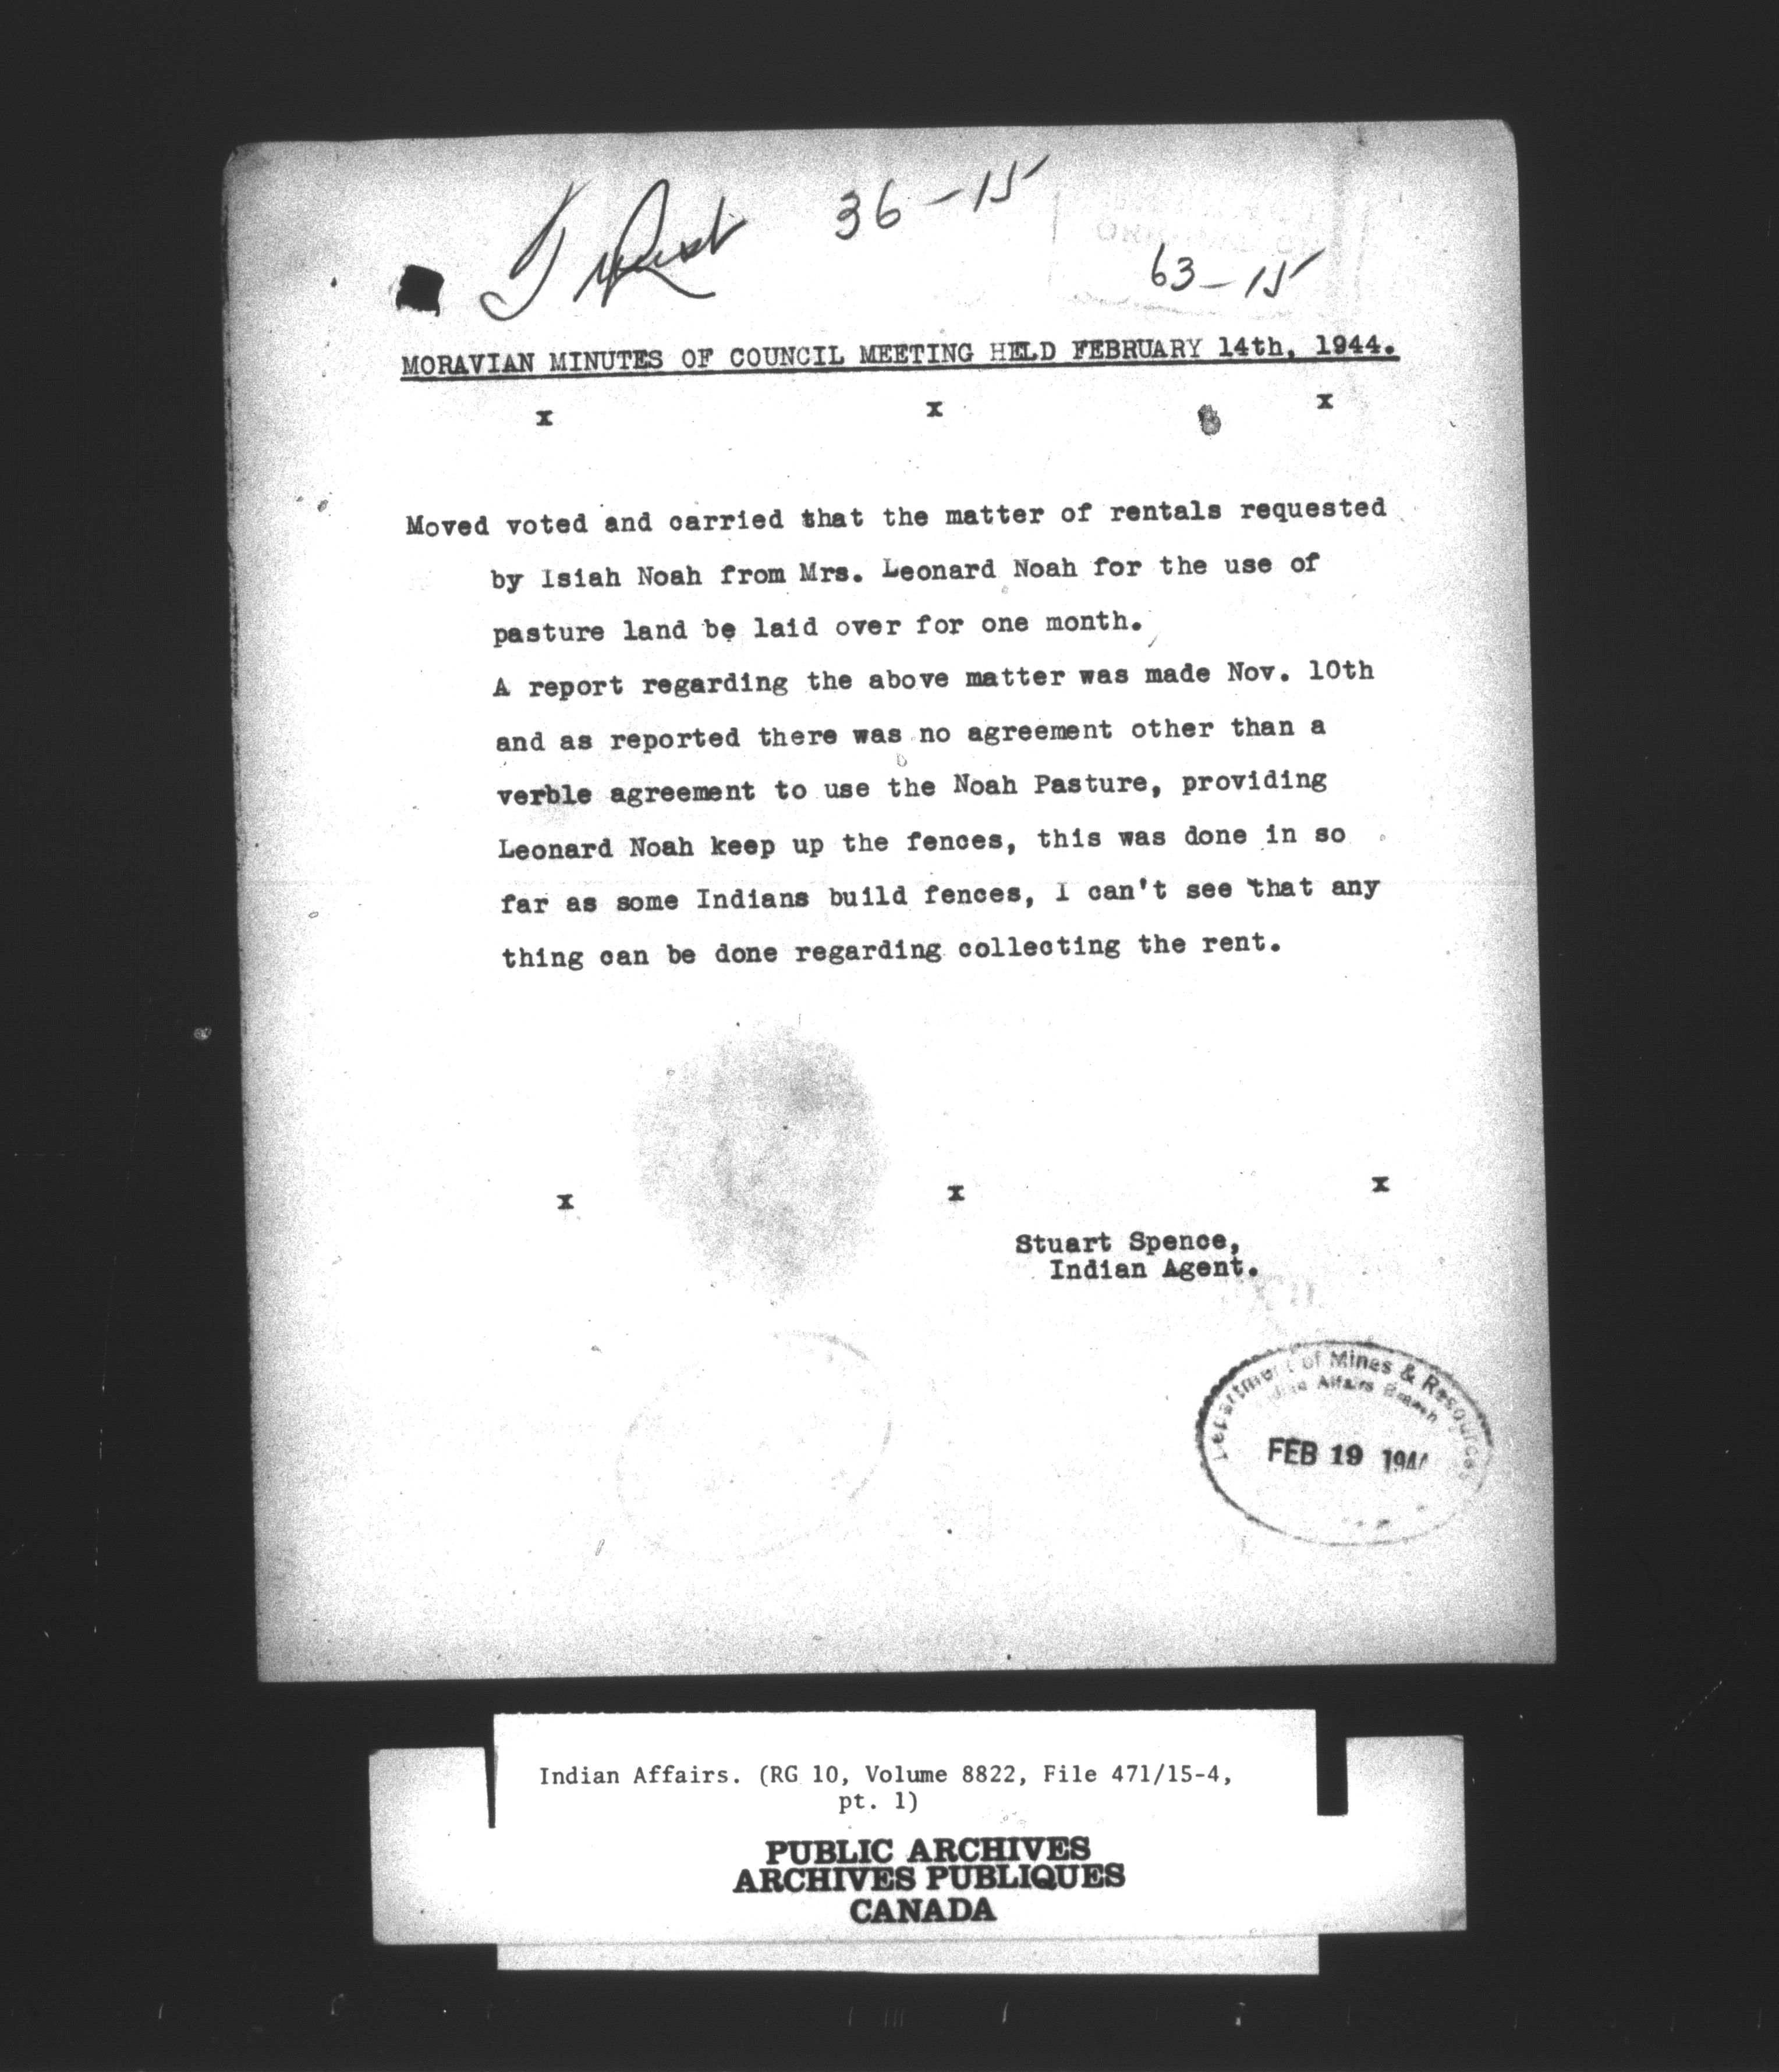 36-15
63-15
MORAVIAN MINUTES OF COUNCIL MEETING HELD FEBRUARY 14th, 1944.
x x x
Moved voted and carried that the matter of rentals requested
by Isiah Noah from Mrs. Leonard Noah for the use of
pasture land be laid over for one month.
A report regarding the above matter was made Nov. 10th
and as reported there was no agreement other than a
verble agreement to use the Noah Pasture, providing
Leonard Noah keep up the fences, this was done in so
far as some Indians build fences, I can't see that any
thing can be done regarding collecting the rent.
x x x
Stuart Spence,
Indian Agent.
Department of Mines & Resources
Indian Affairs Branch
FEB 19 1944
Indian Affairs. (RG 10, Volume 8822, File 471/15-4,
pt. 1)
PUBLIC ARCHIVES
ARCHIVES PUBLIQUES
CANADA